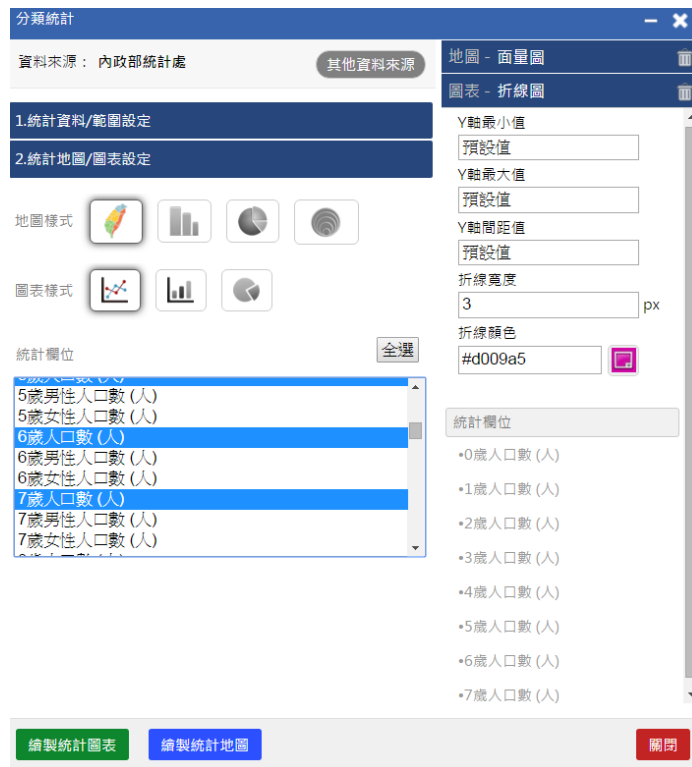 分類統計
資料來源： 內政部統計處
其他資料來源
1.統計資料/範圍設定
2.統計地圖/圖表設定
地圖樣式
圖表樣式
統計欄位
全選
5歲人口數 (人)
5歲男性人口數 (人)
5歲女性人口數 (人)
6歲人口數 (人)
6歲男性人口數 (人)
6歲女性人口數 (人)
7歲人口數 (人)
7歲男性人口數 (人)
7歲女性人口數 (人)
地圖 - 面量圖
圖表 - 折線圖
Y軸最小值
預設值
Y軸最大值
預設值
Y軸間距值
預設值
折線寬度
3 px
折線顏色
#d009a5
統計欄位
•0歲人口數 (人)
•1歲人口數 (人)
•2歲人口數 (人)
•3歲人口數 (人)
•4歲人口數 (人)
•5歲人口數 (人)
•6歲人口數 (人)
•7歲人口數 (人)
繪製統計圖表
繪製統計地圖
關閉